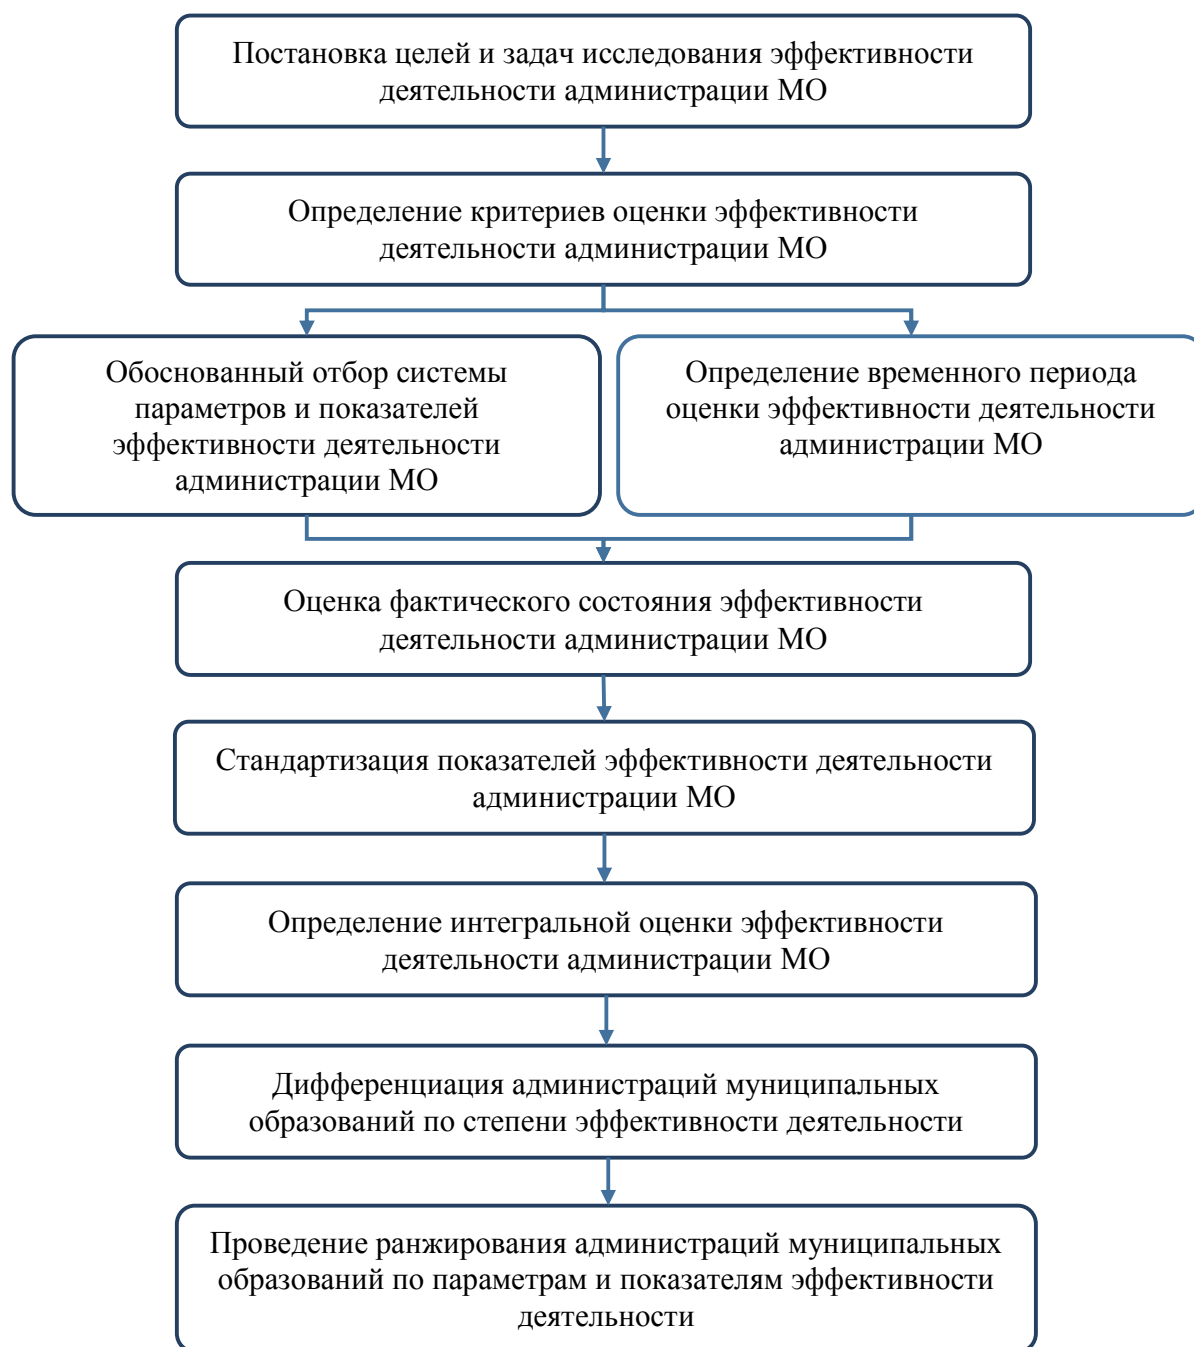 Постановка целей и задач исследования эффективности
деятельности администрации МО
Определение критериев оценки эффективности
деятельности администрации МО
Обоснованный отбор системы
параметров и показателей
эффективности деятельности
администрации МО
Определение временного периода
оценки эффективности деятельности
администрации МО
Оценка фактического состояния эффективности
деятельности администрации МО
Стандартизация показателей эффективности деятельности
администрации МО
Определение интегральной оценки эффективности
деятельности администрации МО
Дифференциация администраций муниципальных
образований по степени эффективности деятельности
Проведение ранжирования администраций муниципальных
образований по параметрам и показателям эффективности
деятельности